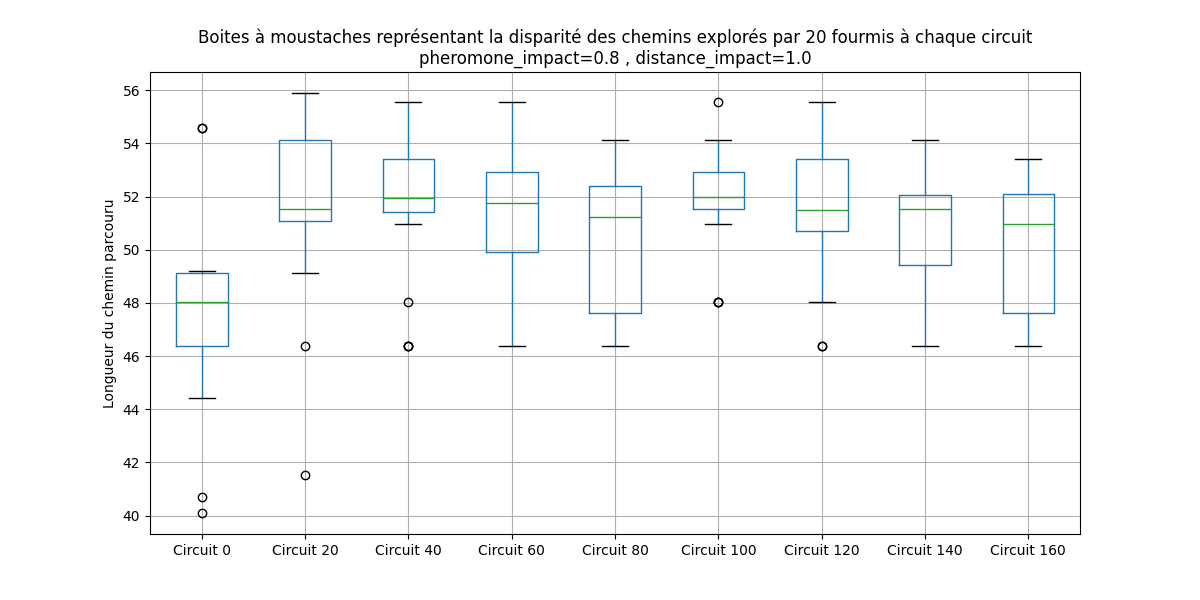 Boites à moustaches représentant la disparité des chemins explorés par 20 fourmis à chaque circuit
pheromone_impact=0.8 , distance_impact=1.0
Longueur du chemin parcouru
56
54
52
50
48
46
44
42
40
Circuit 0
Circuit 20
Circuit 40
Circuit 60
Circuit 80
Circuit 100
Circuit 120
Circuit 140
Circuit 160